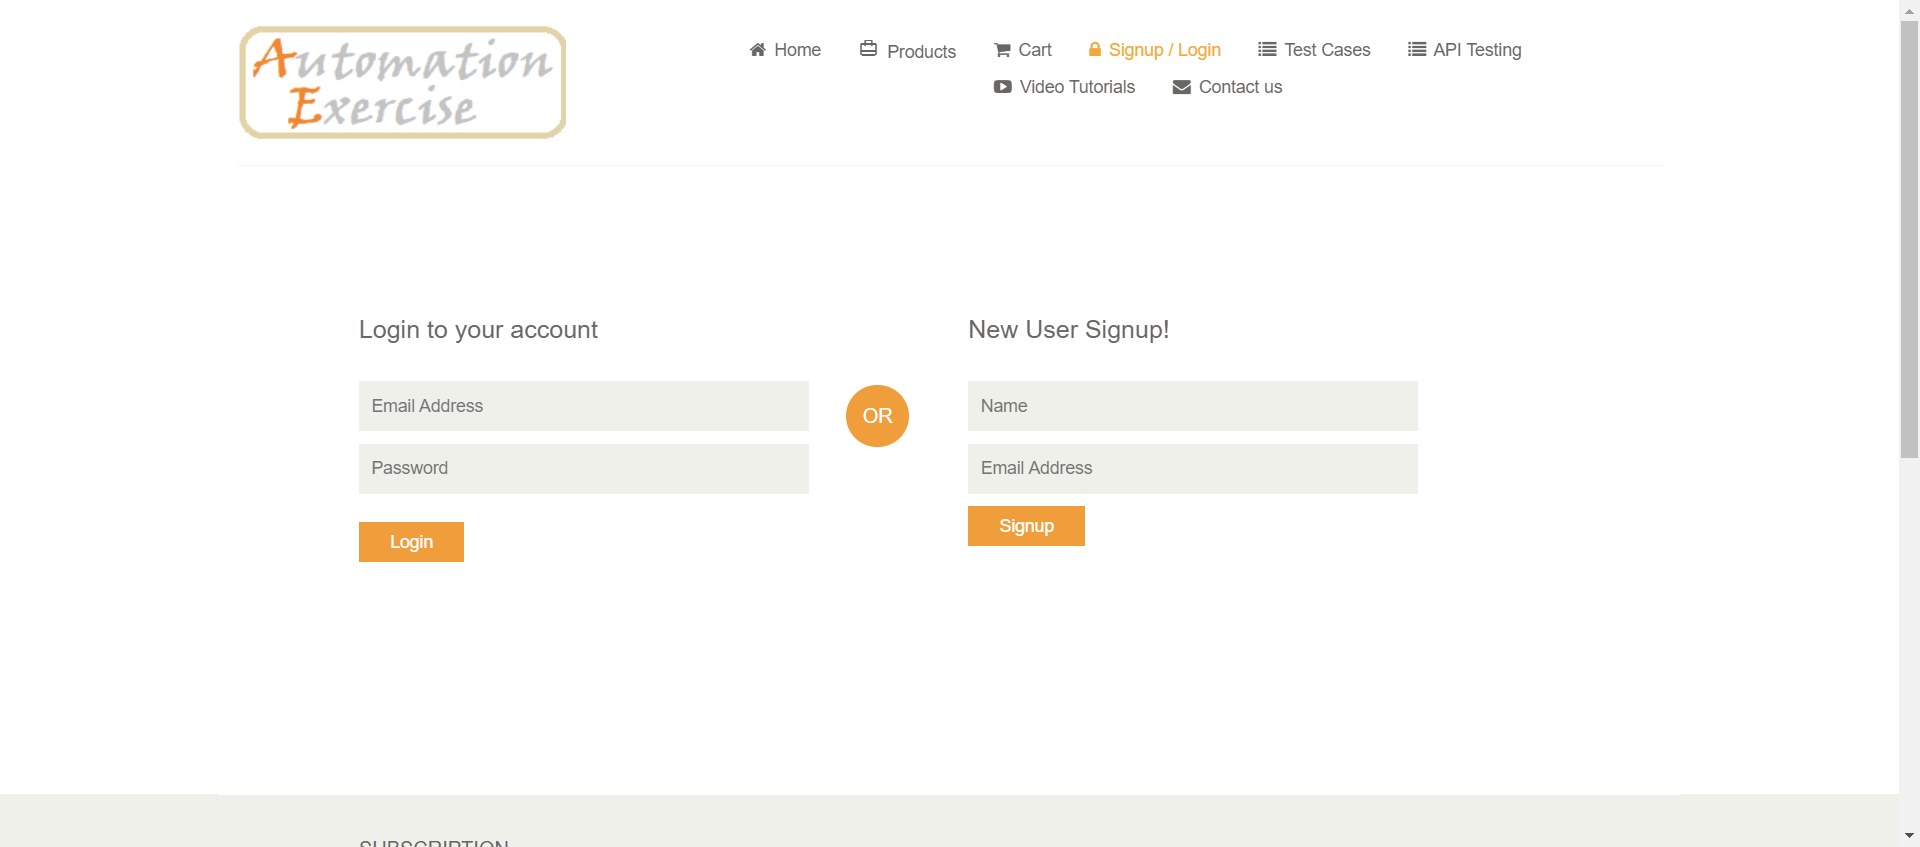 Automation
Exercise
Home Products Cart Signup / Login Test Cases API Testing
Video Tutorials Contact us
Login to your account
Email Address
Password
Login
OR
New User Signup!
Name
Email Address
Signup
SUBSCRIPTION